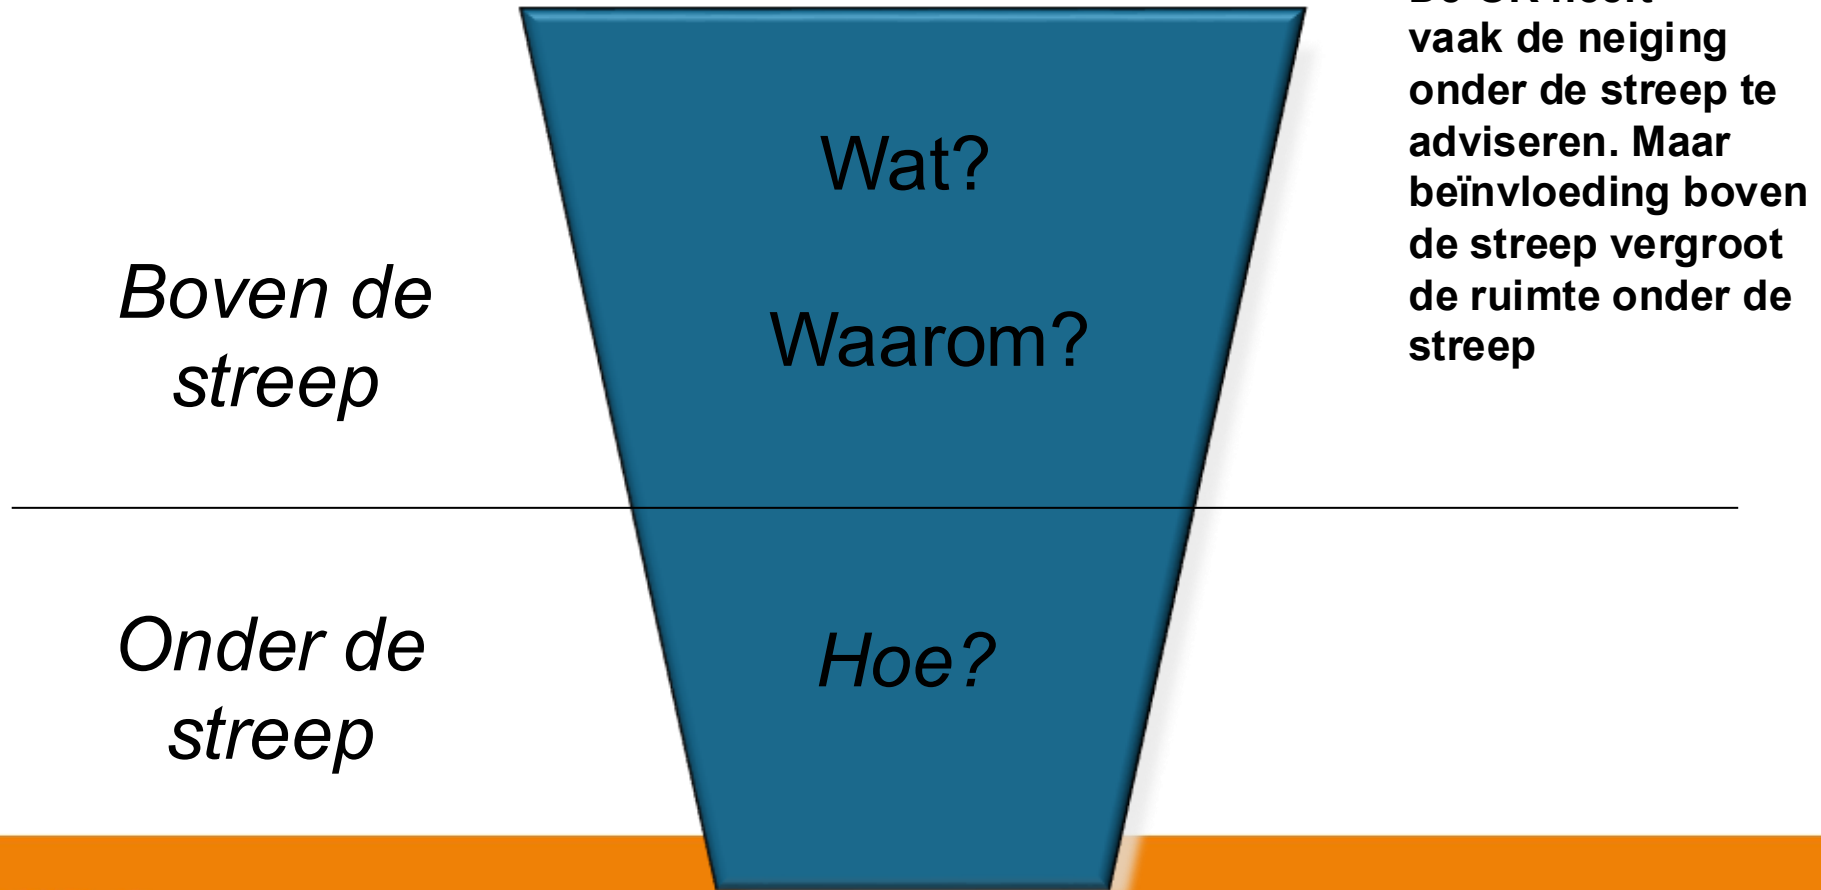 vaak de neiging
onder de streep te
adviseren. Maar
beïnvloeding boven
de streep vergroot
de ruimte onder de
streep
Wat?
Waarom?
Boven de
streep
Onder de
streep
Hoe?